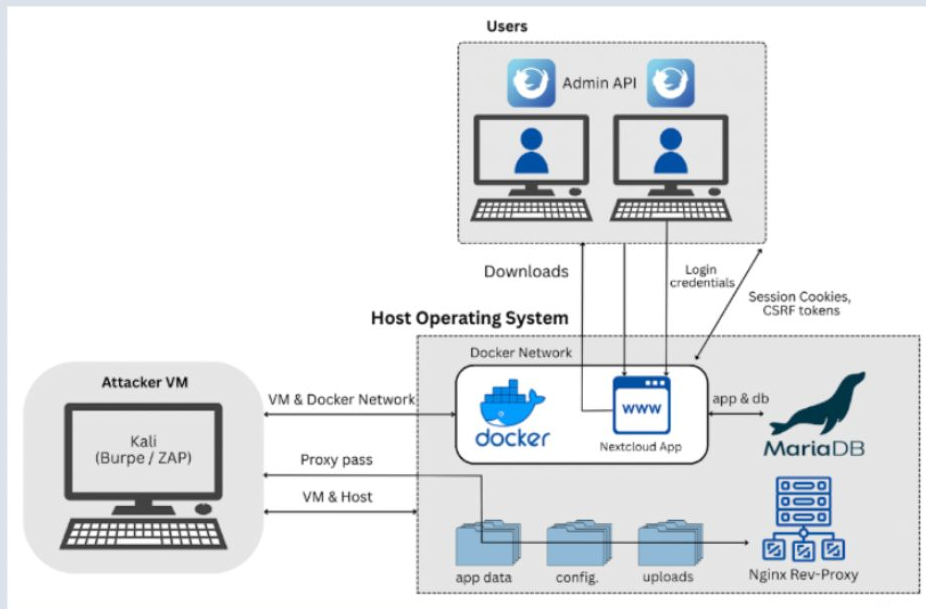 Users
Admin API
Downloads
Login
credentials
Session Cookies,
CSRF tokens
Host Operating System
Docker Network
Attacker VM
Kali
(Burpe / ZAP)
VM & Docker Network
docker
WWW
Nextcloud App
app & db
MariaDB
Proxy pass
VM & Host
app data
config.
uploads
Nginx Rev-Proxy